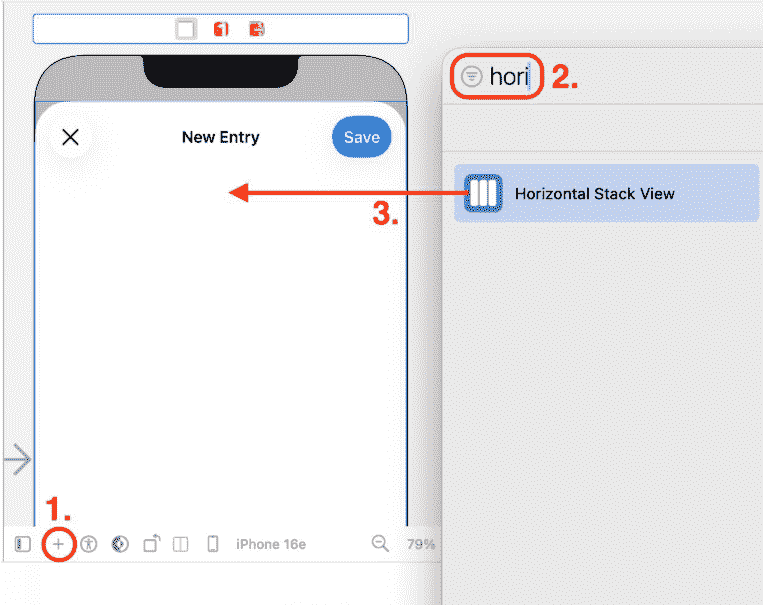 hori
2.
New Entry
Save
Horizontal Stack View
3.
1.
iPhone 16e
79%